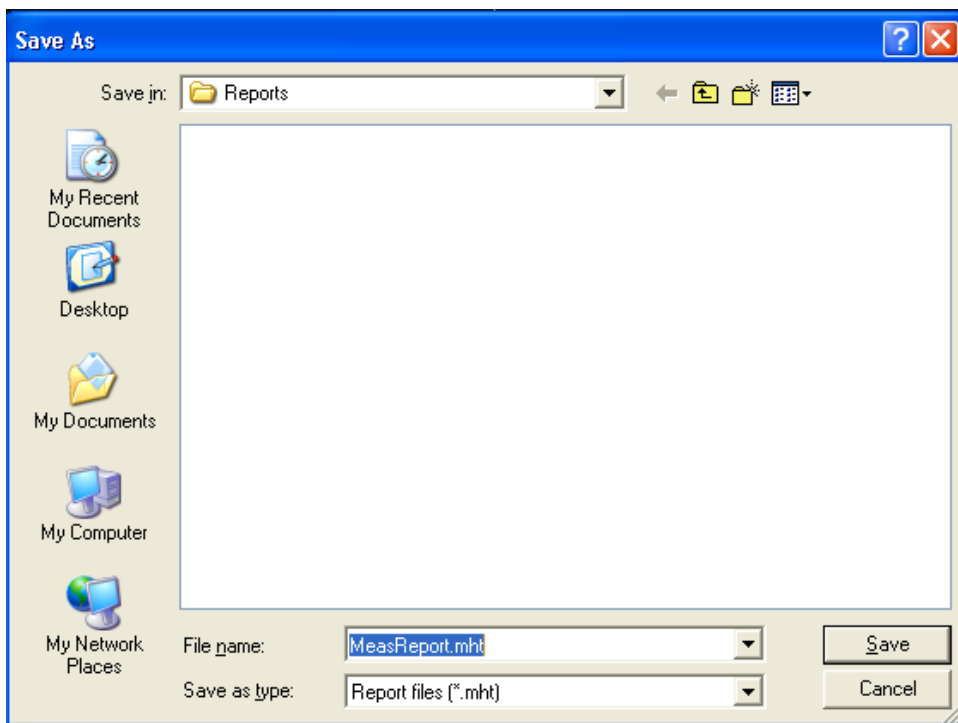 Save As
Save in:
Reports
My Recent
Documents
Desktop
My Documents
My Computer
My Network
Places
File name:
MeasReport.mht
Save
Save as type:
Report files (*.mht)
Cancel